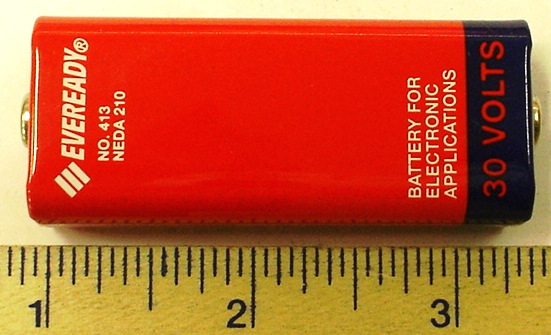 EVEREADY®
NO. 413
NEDA 210
BATTERY FOR
ELECTRONIC
APPLICATIONS
30 VOLTS
1 2 3